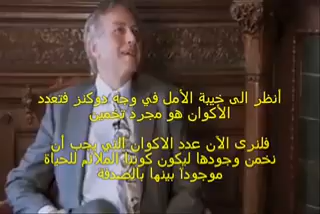 أنظر الى خيبة الأمل في وجه دوكنز فتعدد
الأكوان هو مجرد تخمين
فلنرى الآن عدد الاكوان التي يجب أن
نخمن وجودها ليكون كوننا الملائم للحياة
موجوداً بينها بالصدفة